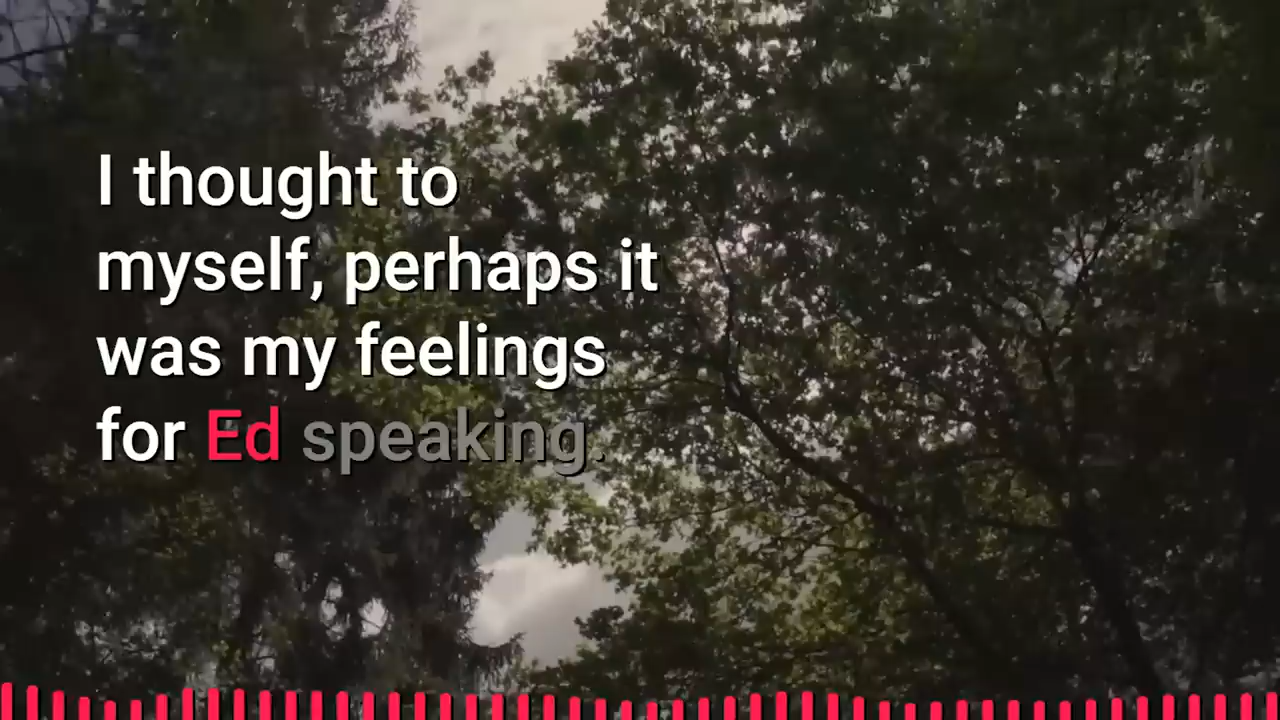 I thought to
myself, perhaps it
was my feelings
for Ed speaking.